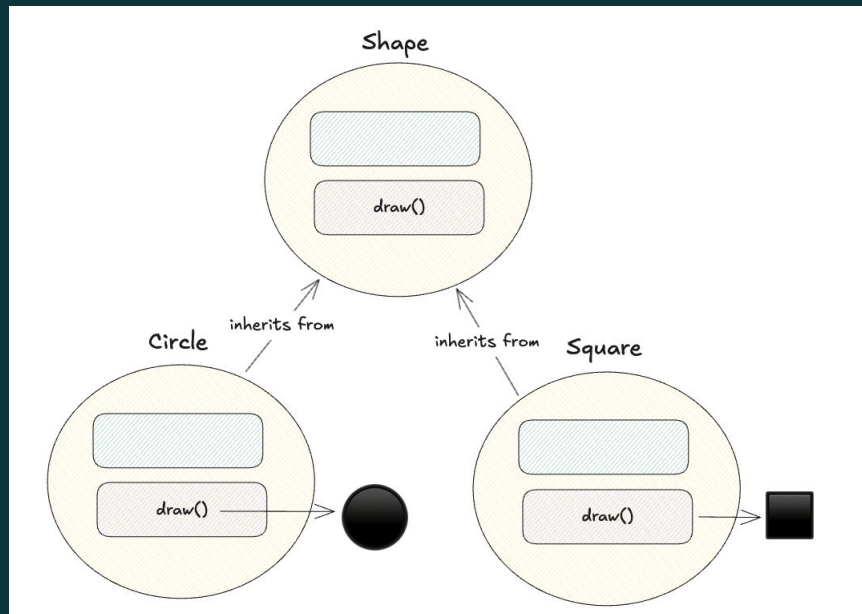 Shape
draw()
inherits from
inherits from
Circle
Square
draw()
draw()